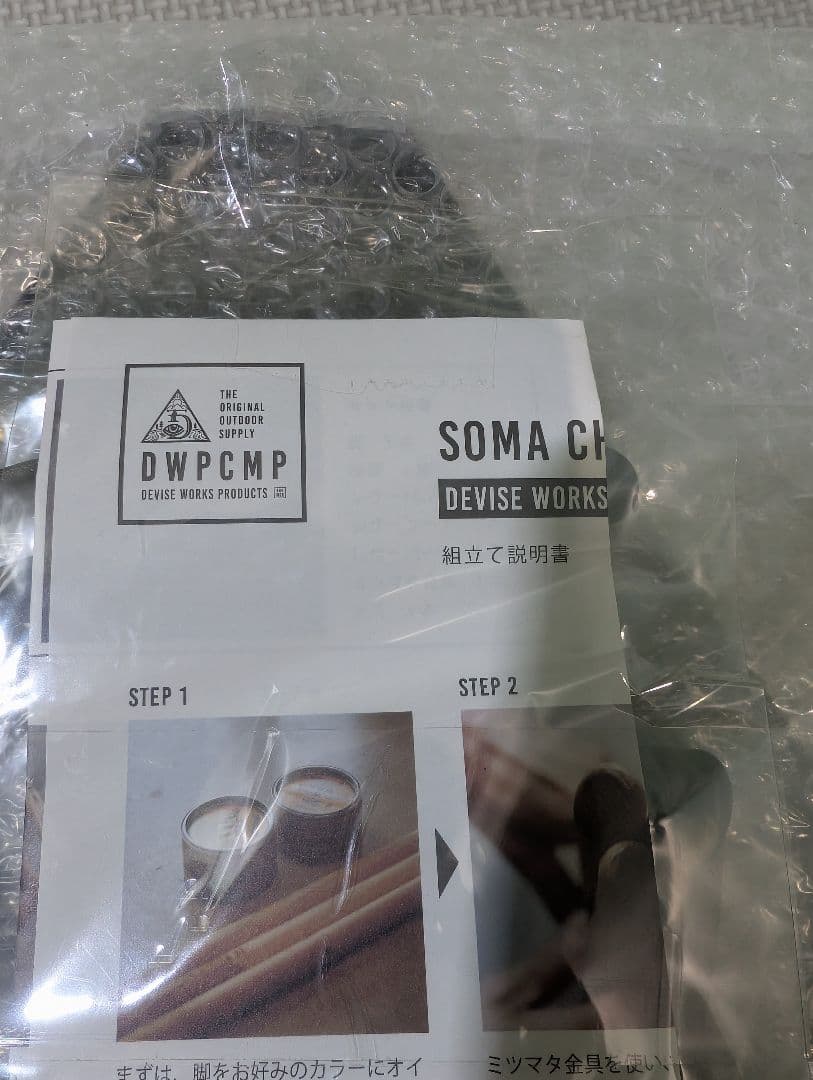 THE
ORIGINAL
OUTDOOR
SUPPLY
DWPCMP
DEVISE WORKS PRODUCTS
SOMA CH
DEVISE WORKS
組立て説明書
STEP 1
STEP 2
まずは、脚をお好みのカラーにオイ
ミツマタ金具を使い、